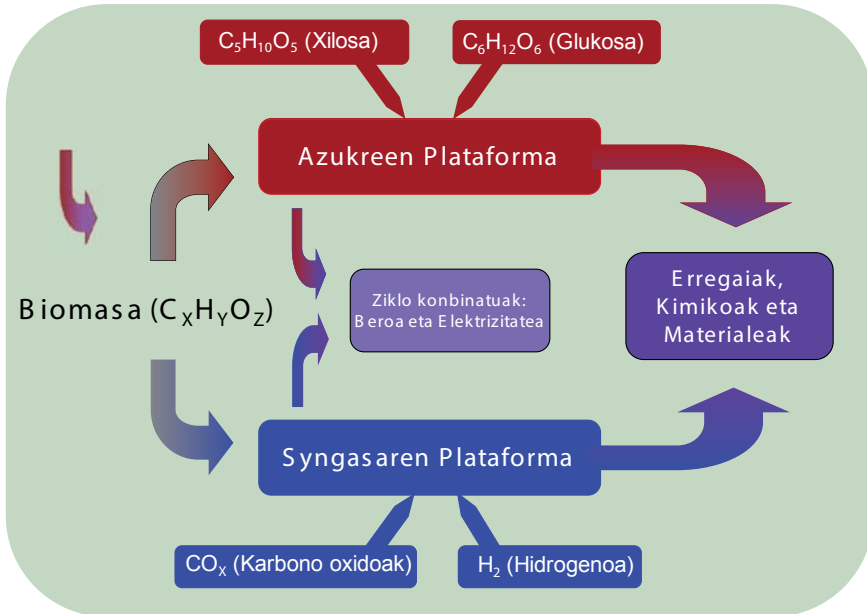 C₅H₁₀O₅ (Xilosa)
C₆H₁₂O₆ (Glukosa)
Azukreen Plataforma
Biomasa (CₓHᵧO_Z)
Ziklo konbinatuak:
Beroa eta Elektrizitatea
Erregaiak,
Kimikoak eta
Materialeak
Syngasaren Plataforma
COₓ (Karbono oxidoak)
H₂ (Hidrogenoa)